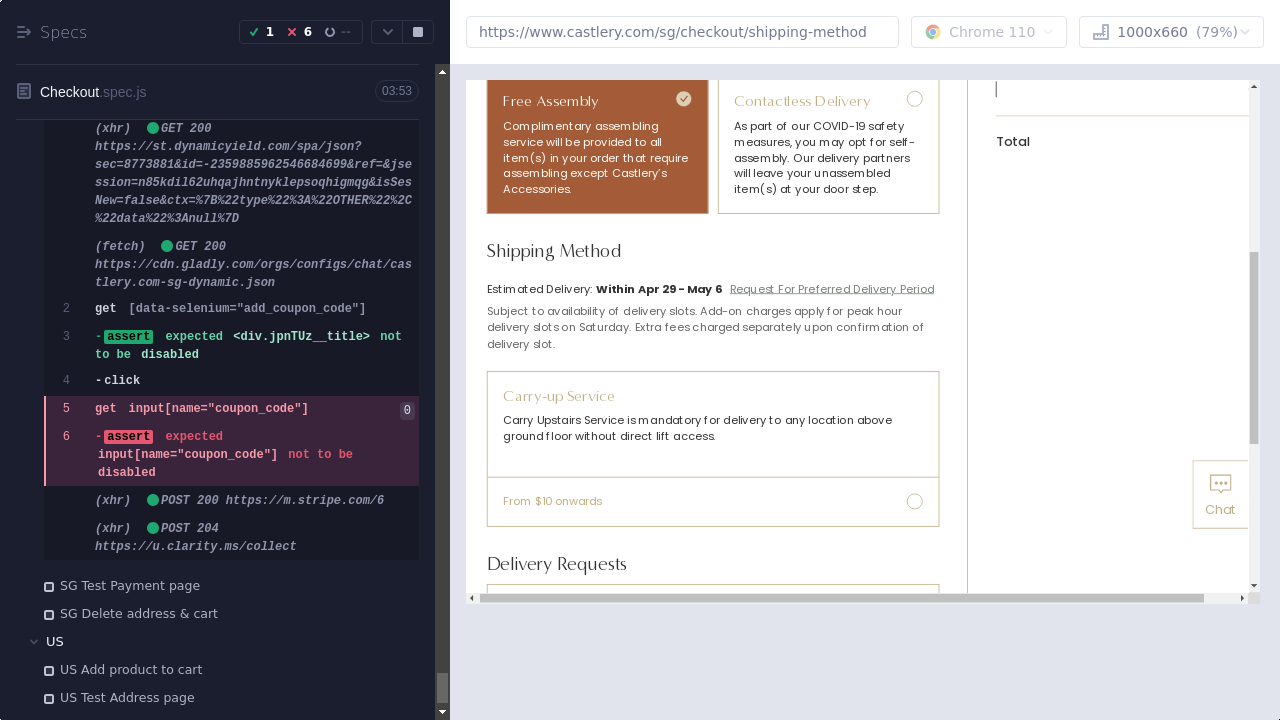 Specs
1
6
--
Checkout.spec.js
03:53
(xhr) GET 200
https://st.dynamicyield.com/spa/json?
sec=8773881&id=-2359885962546684699&ref=&jse
ssion=n85kdil62uhqajhntnyklepsoqhigmqg&isSes
New=false&ctx=%7B%22type%22%3A%22OTHER%22%2C
%22data%22%3Anull%7D
(fetch) GET 200
https://cdn.gladly.com/orgs/configs/chat/cas
tlery.com-sg-dynamic.json
2 get [data-selenium="add_coupon_code"]
3 -assert expected <div.jpnTUz__title> not
to be disabled
4 -click
5 get input[name="coupon_code"] 0
6 -assert expected
input[name="coupon_code"] not to be
disabled
(xhr) POST 200 https://m.stripe.com/6
(xhr) POST 204
https://u.clarity.ms/collect
SG Test Payment page
SG Delete address & cart
US
US Add product to cart
US Test Address page
https://www.castlery.com/sg/checkout/shipping-method
Chrome 110
1000x660 (79%)
Free Assembly
Complimentary assembling
service will be provided to all
item(s) in your order that require
assembling except Castlery's
Accessories.
Contactless Delivery
As part of our COVID-19 safety
measures, you may opt for self-
assembly. Our delivery partners
will leave your unassembled
item(s) at your door step.
Total
Shipping Method
Estimated Delivery: Within Apr 29 - May 6 Request For Preferred Delivery Period
Subject to availability of delivery slots. Add-on charges apply for peak hour
delivery slots on Saturday. Extra fees charged separately upon confirmation of
delivery slot.
Carry-up Service
Carry Upstairs Service is mandatory for delivery to any location above
ground floor without direct lift access.
From $10 onwards
Chat
Delivery Requests